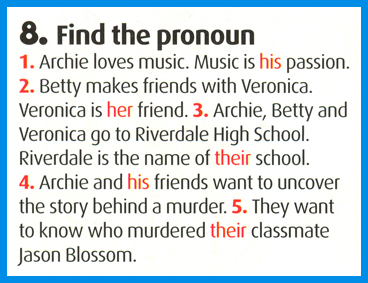 8. Find the pronoun
1. Archie loves music. Music is his passion.
2. Betty makes friends with Veronica.
Veronica is her friend. 3. Archie, Betty and
Veronica go to Riverdale High School.
Riverdale is the name of their school.
4. Archie and his friends want to uncover
the story behind a murder. 5. They want
to know who murdered their classmate
Jason Blossom.